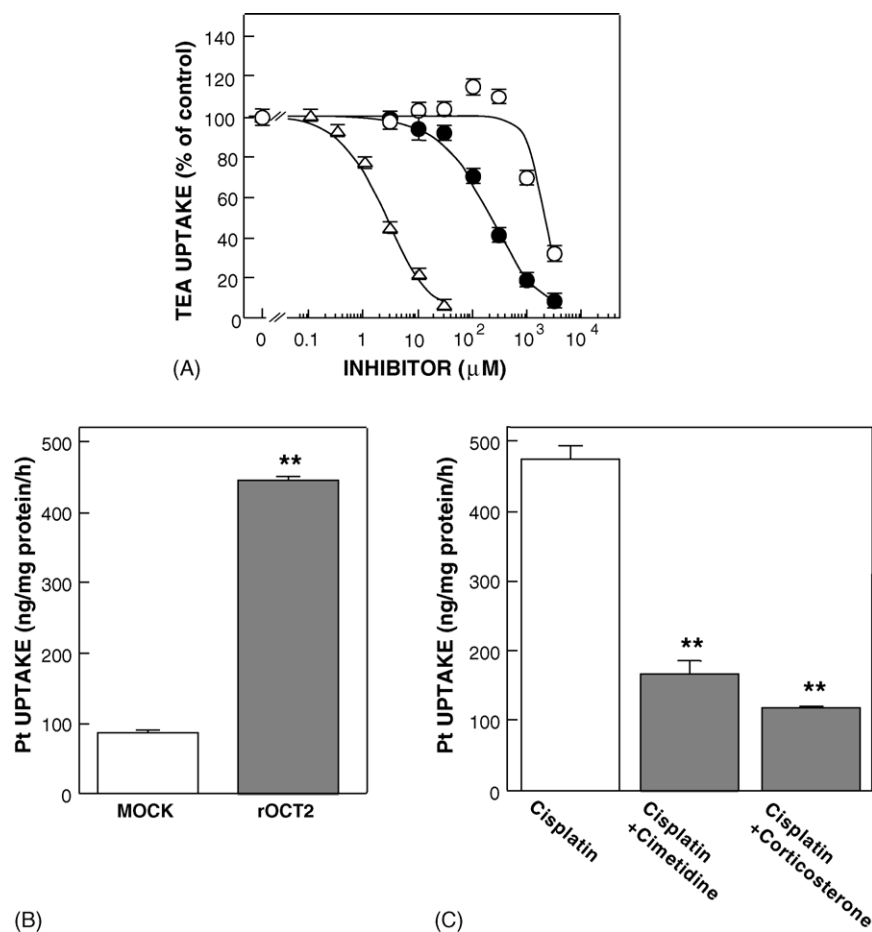 140
120
100
80
60
40
20
0
TEA UPTAKE (% of control)
0 0.1 1 10 10² 10³ 10⁴
INHIBITOR (μM)
(A)
500
400
300
200
100
0
Pt UPTAKE (ng/mg protein/h)
**
MOCK rOCT2
(B)
500
400
300
200
100
0
Pt UPTAKE (ng/mg protein/h)
**
**
Cisplatin
Cisplatin
+Cimetidine
Cisplatin
+Corticosterone
(C)